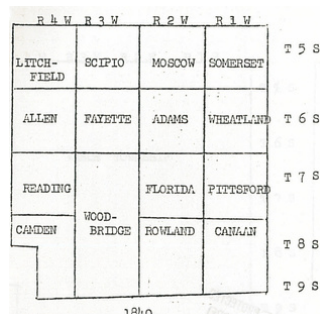 R 4 W R 3 W R 2 W R 1 W
T 5 S
LITCH- SCIPIO MOSCOW SOMERSET
FIELD
ALLEN FAYETTE ADAMS WHEATLAND T 6 S
T 7 S
READING FLORIDA PITTSFORD
WOOD-
CAMDEN BRIDGE ROWLAND CANAAN T 8 S
T 9 S
1840